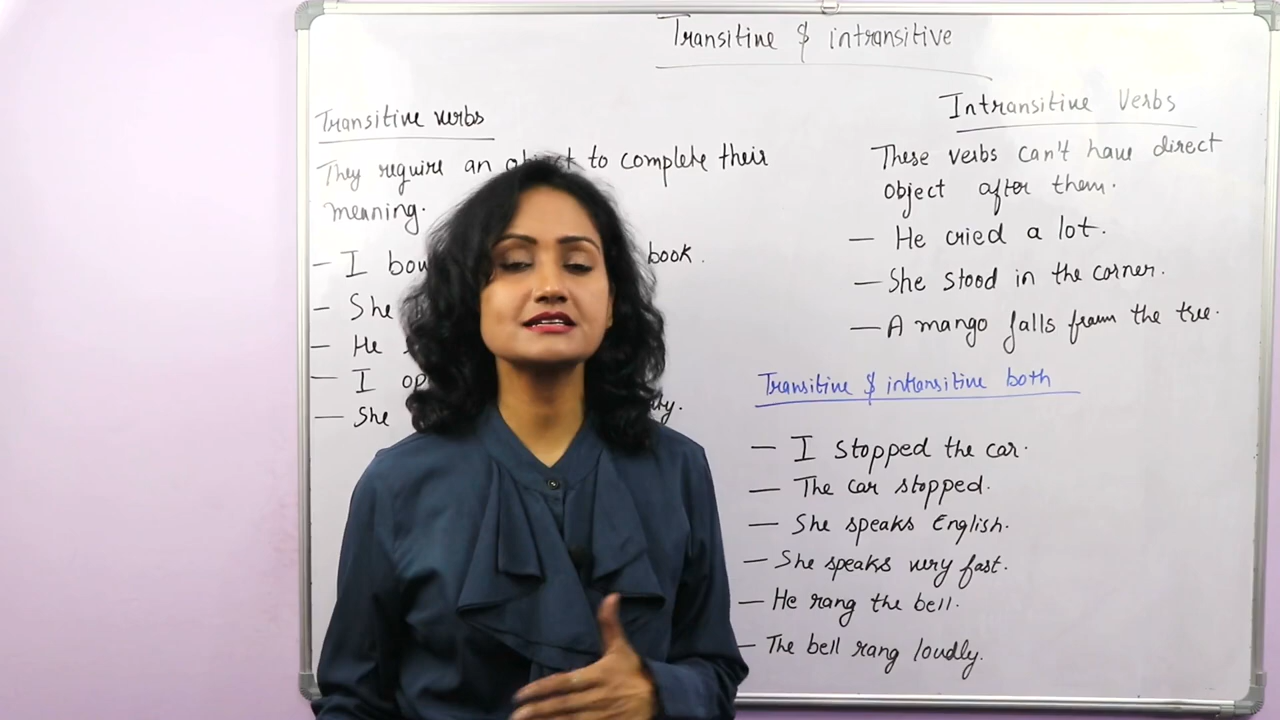 Transitive & intransitive
Transitive verbs
They require an object to complete their
meaning.
— I book.
— She
— He
— I
— She
Intransitive Verbs
These verbs can't have direct
object after them.
— He cried a lot.
— She stood in the corner.
— A mango falls from the tree.
Transitive & intransitive both
— I stopped the car.
— The car stopped.
— She speaks English.
— She speaks very fast.
— He rang the bell.
— The bell rang loudly.